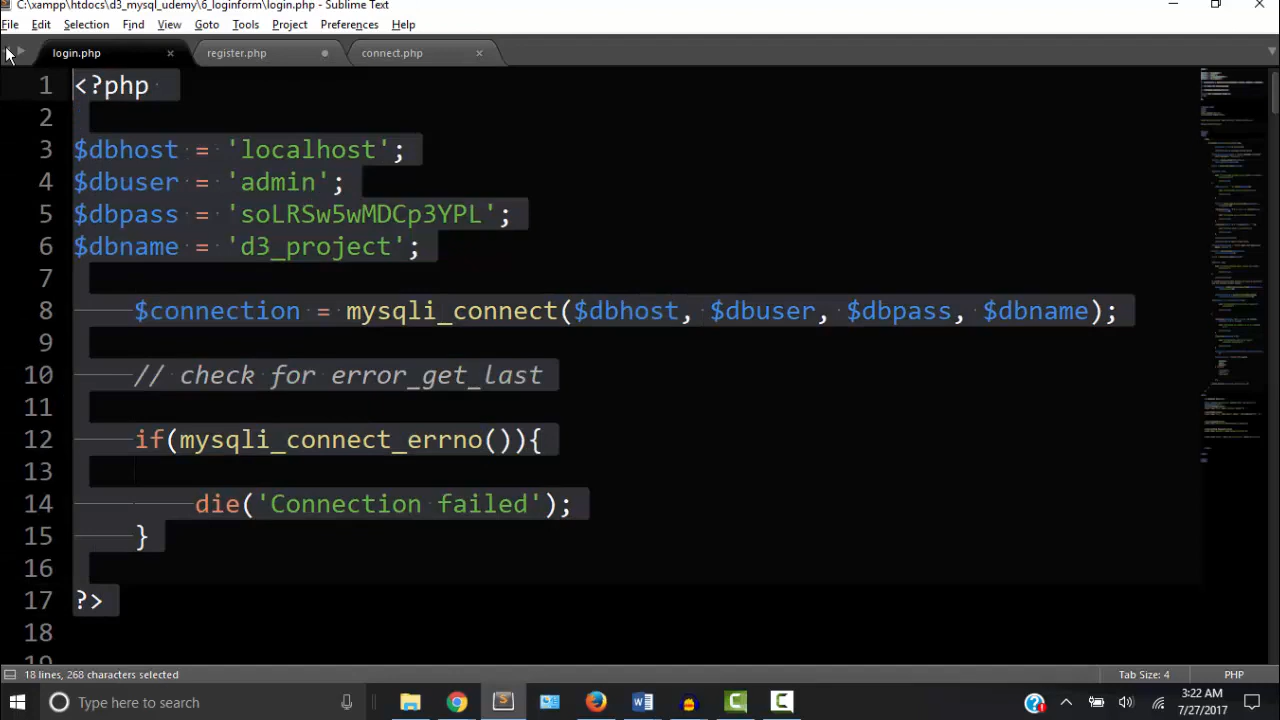 C:\xampp\htdocs\d3_mysql_udemy\6_loginform\login.php - Sublime Text
File Edit Selection Find View Goto Tools Project Preferences Help
login.php × register.php connect.php ×
1 <?php
2
3 $dbhost = 'localhost';
4 $dbuser = 'admin';
5 $dbpass = 'soLRSw5wMDCp3YPL';
6 $dbname = 'd3_project';
7
8 $connection = mysqli_connect($dbhost, $dbuser, $dbpass, $dbname);
9
10 // check for error_get_last
11
12 if(mysqli_connect_errno()){
13
14 die('Connection failed');
15 }
16
17 ?>
18
19
18 lines, 268 characters selected Tab Size: 4 PHP
Type here to search 3:22 AM
7/27/2017